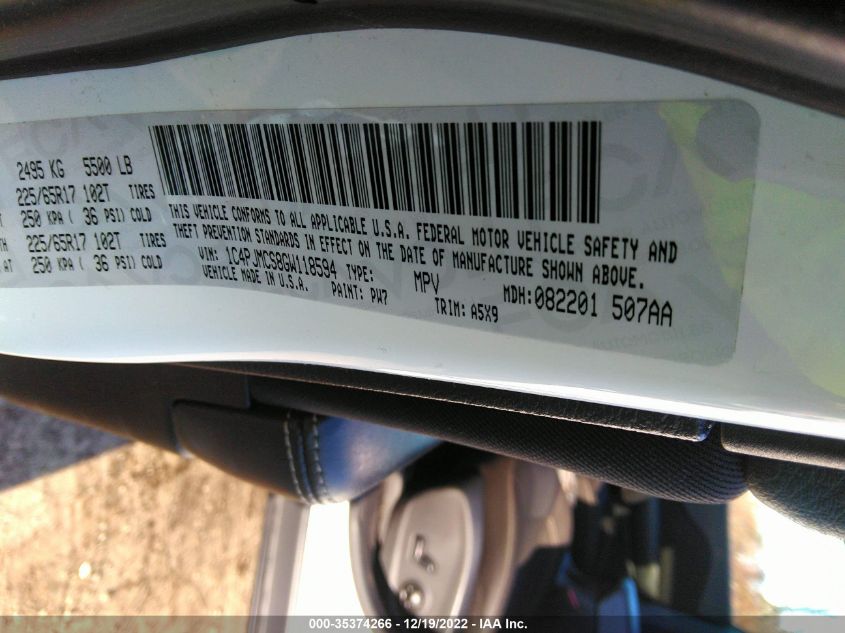 2495 KG 5500 LB
225/65R17 102T TIRES
250 KPA ( 36 PSI) COLD
225/65R17 102T TIRES
AT 250 KPA ( 36 PSI) COLD
THIS VEHICLE CONFORMS TO ALL APPLICABLE U.S.A. FEDERAL MOTOR VEHICLE SAFETY AND
THEFT PREVENTION STANDARDS IN EFFECT ON THE DATE OF MANUFACTURE SHOWN ABOVE.
VIN: 1C4PJMCS8GW118594 TYPE: MPV MDH: 082201 507AA
VEHICLE MADE IN U.S.A. PAINT: PW7 TRIM: A5X9
000-35374266 - 12/19/2022 - IAA Inc.